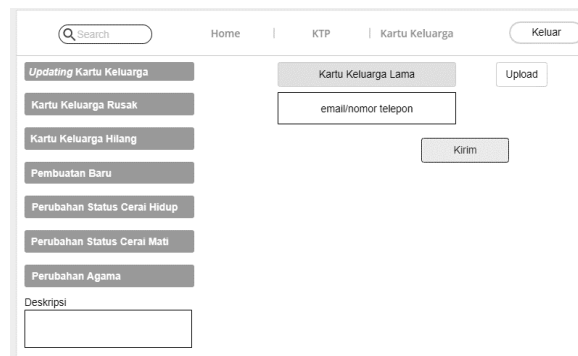 Search
Home | KTP | Kartu Keluarga
Keluar
Updating Kartu Keluarga
Kartu Keluarga Rusak
Kartu Keluarga Hilang
Pembuatan Baru
Perubahan Status Cerai Hidup
Perubahan Status Cerai Mati
Perubahan Agama
Deskripsi
Kartu Keluarga Lama
Upload
email/nomor telepon
Kirim